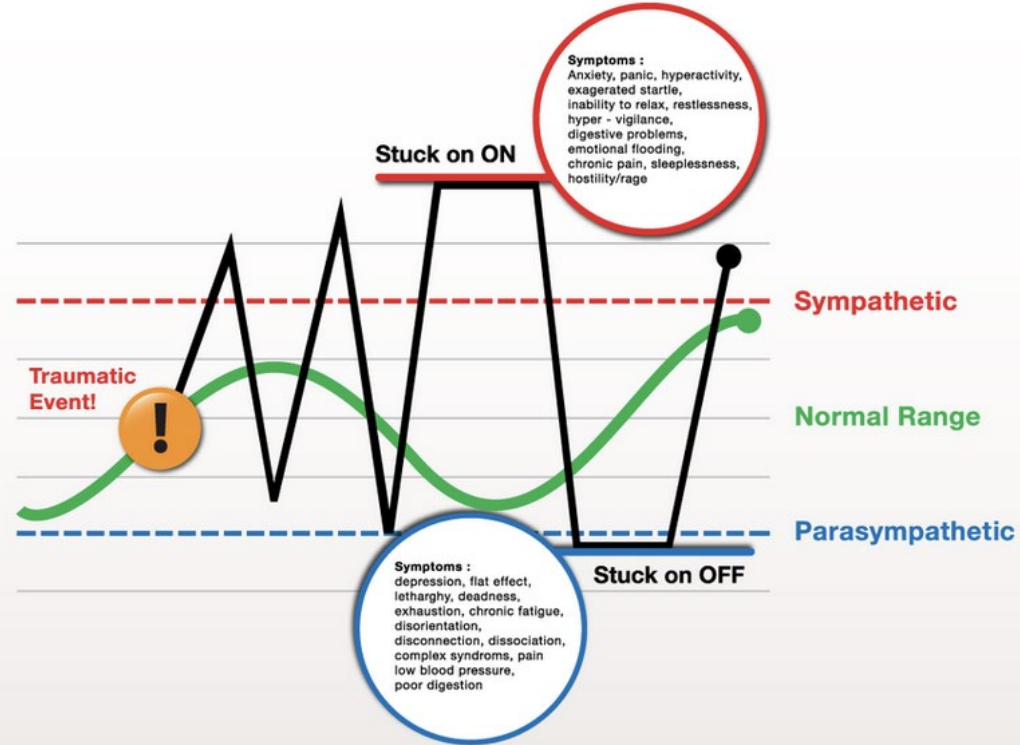 Symptoms :
Anxiety, panic, hyperactivity,
exagerated startle,
inability to relax, restlessness,
hyper - vigilance,
digestive problems,
emotional flooding,
chronic pain, sleeplessness,
hostility/rage
Stuck on ON
Sympathetic
Traumatic
Event!
!
Normal Range
Parasympathetic
Stuck on OFF
Symptoms :
depression, flat effect,
letharghy, deadness,
exhaustion, chronic fatigue,
disorientation,
disconnection, dissociation,
complex syndroms, pain
low blood pressure,
poor digestion